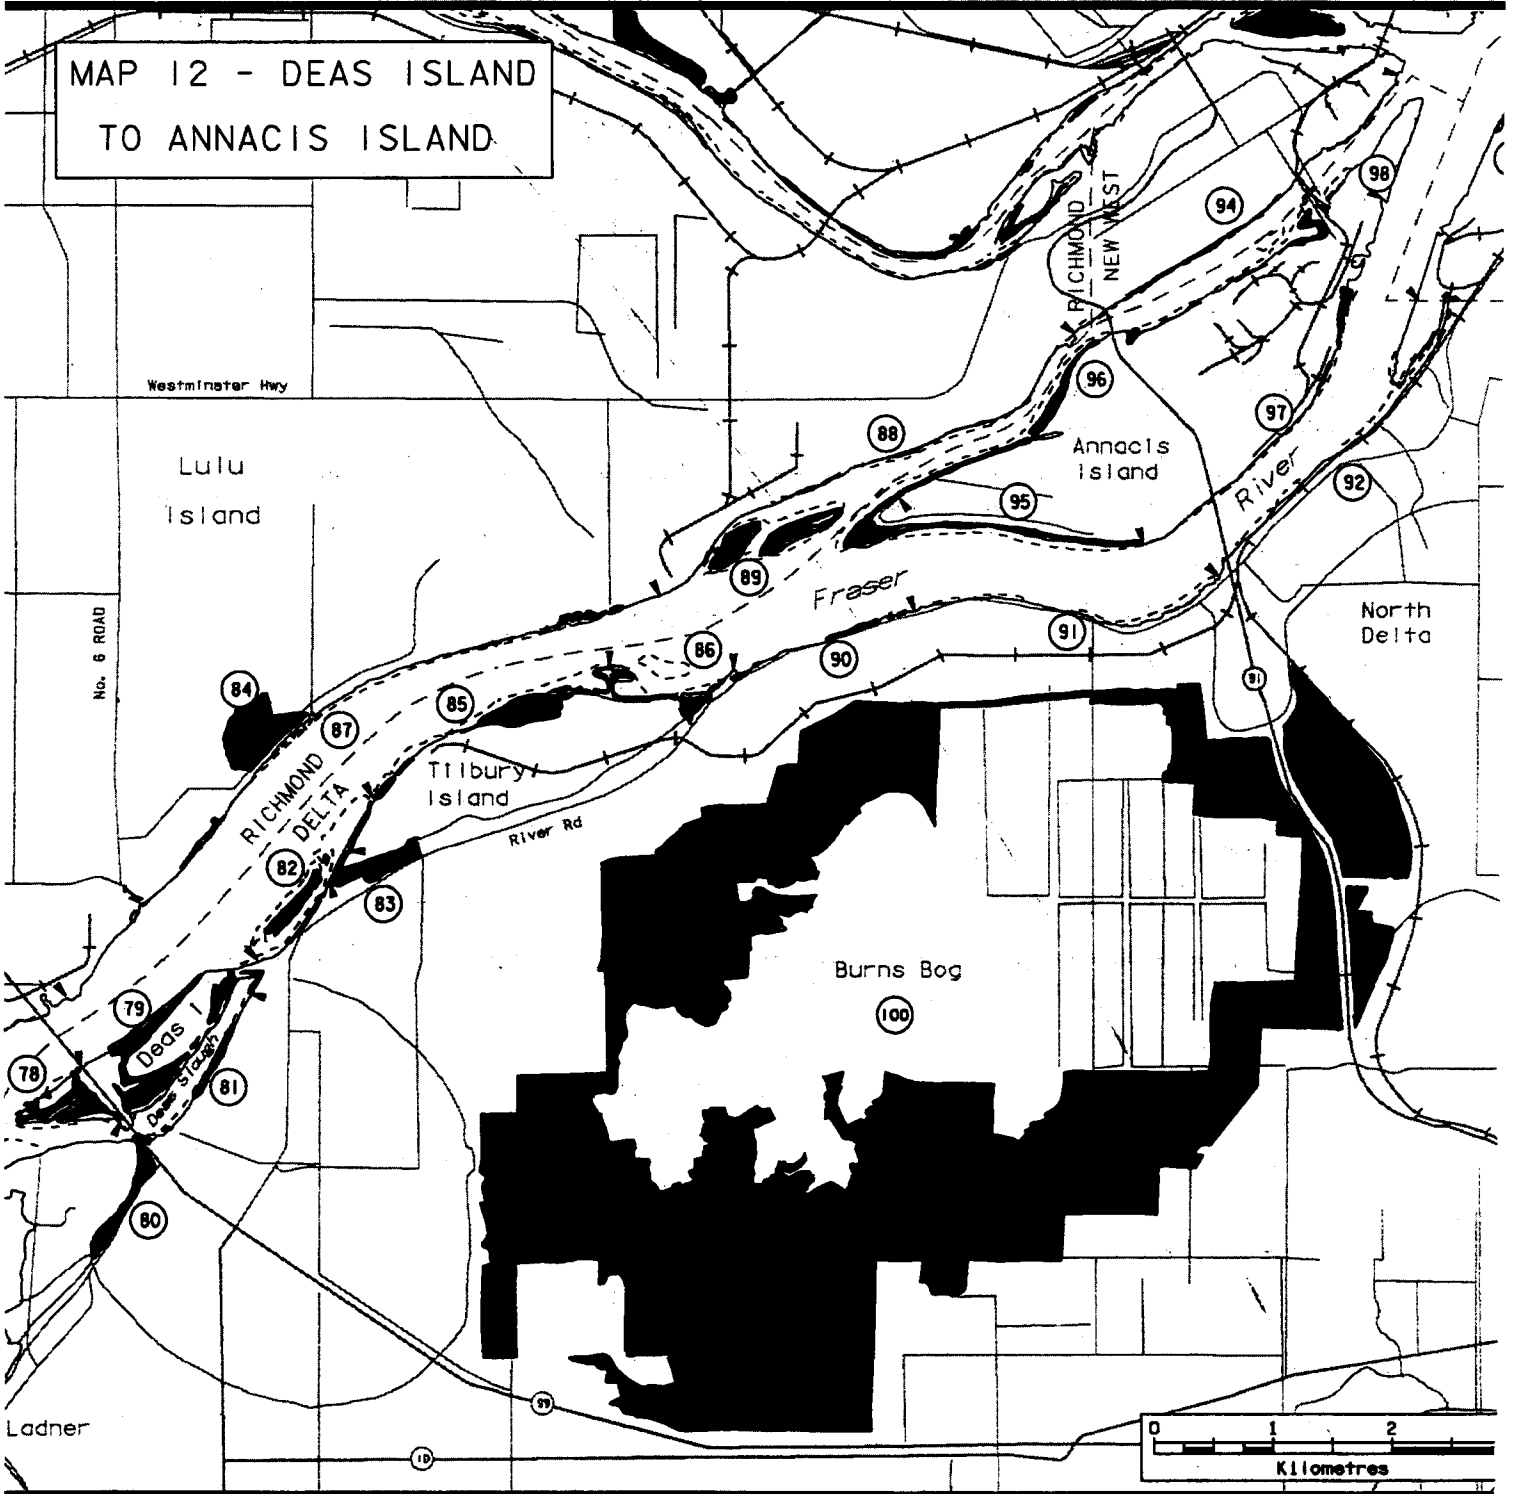 MAP 12 - DEAS ISLAND
TO ANNACIS ISLAND
98
94
RICHMOND
NEW WEST
Westminster Hwy
96
97
88
Annacis
Island
Lulu
Island
River
92
95
89
Fraser
No. 6 ROAD
North
Delta
91
86
90
91
84
85
87
RICHMOND
DELTA
Tilbury
Island
River Rd
82
83
Burns Bog
100
79
Deas I
78
Deas Slough
81
80
99
Ladner
10
0 1 2
Kilometres